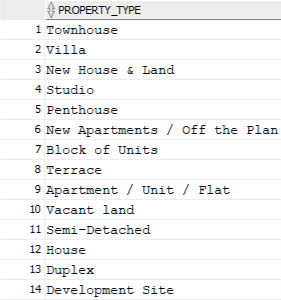 PROPERTY_TYPE
1 Townhouse
2 Villa
3 New House & Land
4 Studio
5 Penthouse
6 New Apartments / Off the Plan
7 Block of Units
8 Terrace
9 Apartment / Unit / Flat
10 Vacant land
11 Semi-Detached
12 House
13 Duplex
14 Development Site